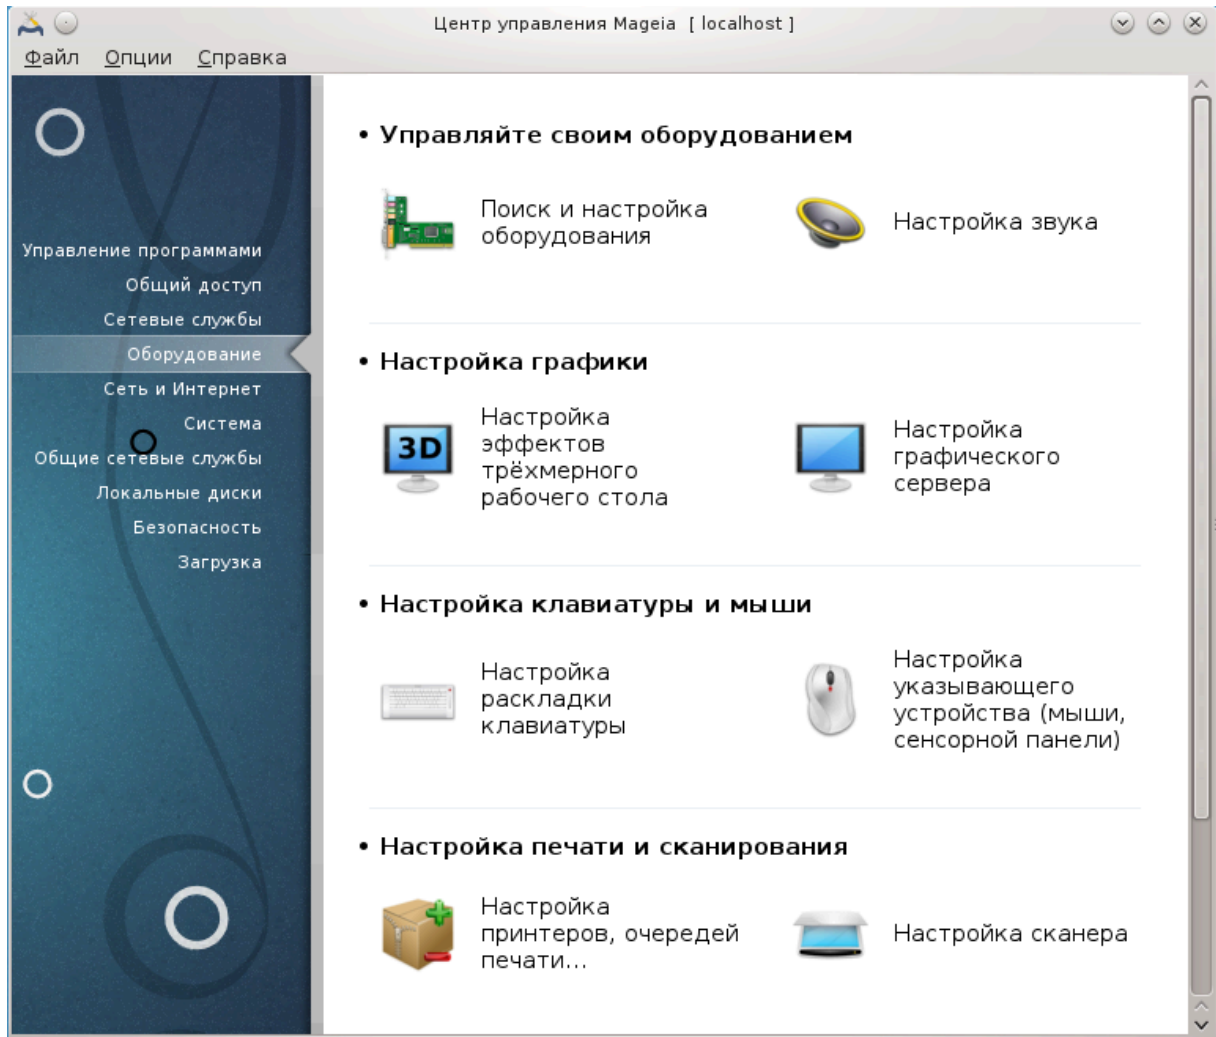 Центр управления Mageia [ localhost ]
Файл Опции Справка
Управление программами
Общий доступ
Сетевые службы
Оборудование
Сеть и Интернет
Система
Общие сетевые службы
Локальные диски
Безопасность
Загрузка
• Управляйте своим оборудованием
Поиск и настройка
оборудования
Настройка звука
• Настройка графики
3D
Настройка
эффектов
трёхмерного
рабочего стола
Настройка
графического
сервера
• Настройка клавиатуры и мыши
Настройка
раскладки
клавиатуры
Настройка
указывающего
устройства (мыши,
сенсорной панели)
• Настройка печати и сканирования
Настройка
принтеров, очередей
печати...
Настройка сканера